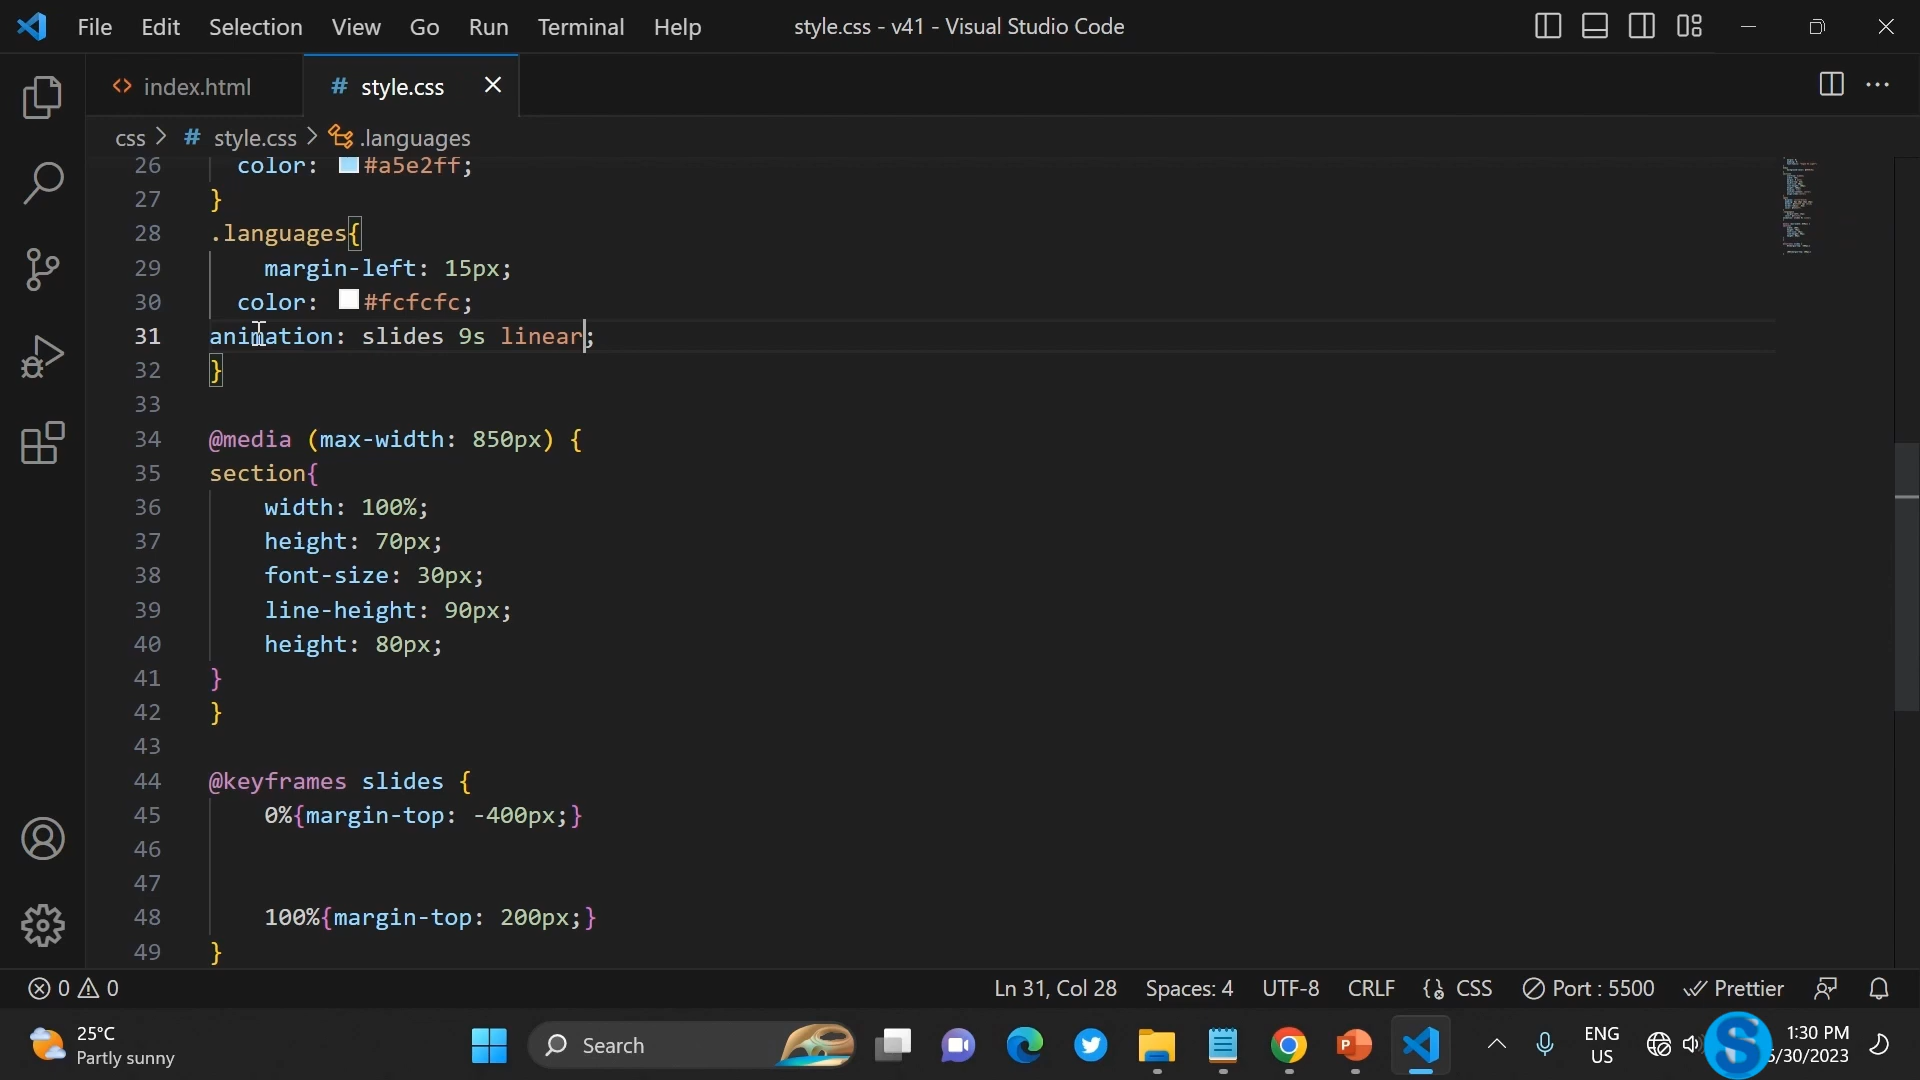 File Edit Selection View Go Run Terminal Help style.css - v41 - Visual Studio Code
<> index.html # style.css
css > # style.css > .languages
26 color: #a5e2ff;
27 }
28 .languages{
29 margin-left: 15px;
30 color: #fcfcfc;
31 animation: slides 9s linear;
32 }
33
34 @media (max-width: 850px) {
35 section{
36 width: 100%;
37 height: 70px;
38 font-size: 30px;
39 line-height: 90px;
40 height: 80px;
41 }
42 }
43
44 @keyframes slides {
45 0%{margin-top: -400px;}
46
47
48 100%{margin-top: 200px;}
49 }
0 0 Ln 31, Col 28 Spaces: 4 UTF-8 CRLF {} CSS Port : 5500 Prettier
25°C
Partly sunny
Search
ENG
US
S
1:30 PM
5/30/2023